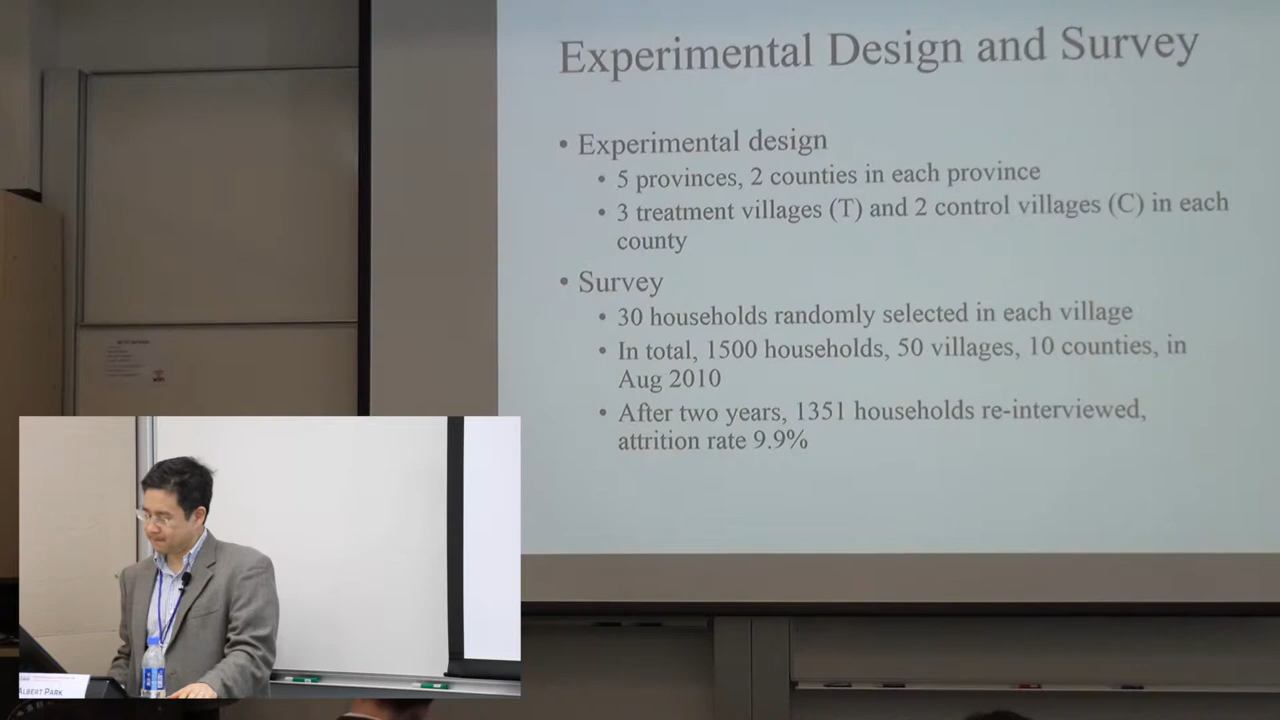 Experimental Design and Survey
• Experimental design
• 5 provinces, 2 counties in each province
• 3 treatment villages (T) and 2 control villages (C) in each
county
• Survey
• 30 households randomly selected in each village
• In total, 1500 households, 50 villages, 10 counties, in
Aug 2010
• After two years, 1351 households re-interviewed,
attrition rate 9.9%
ALBERT PARK